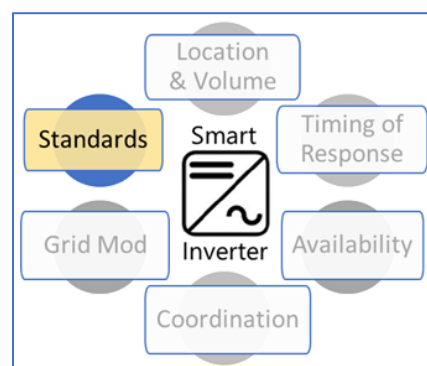 Location
& Volume
Standards
Smart
Timing of
Response
Grid Mod
Inverter
Availability
Coordination